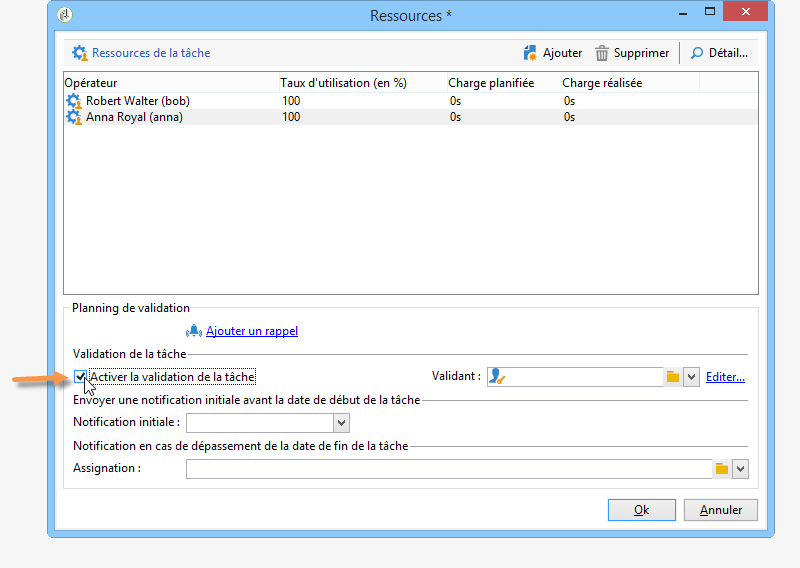 Ressources *
Ressources de la tâche Ajouter Supprimer Détail...
Opérateur Taux d'utilisation (en %) Charge planifiée Charge réalisée
Robert Walter (bob) 100 0s 0s
Anna Royal (anna) 100 0s 0s
Planning de validation
Ajouter un rappel
Validation de la tâche
Activer la validation de la tâche Validant : Editer...
Envoyer une notification initiale avant la date de début de la tâche
Notification initiale :
Notification en cas de dépassement de la date de fin de la tâche
Assignation :
Ok Annuler